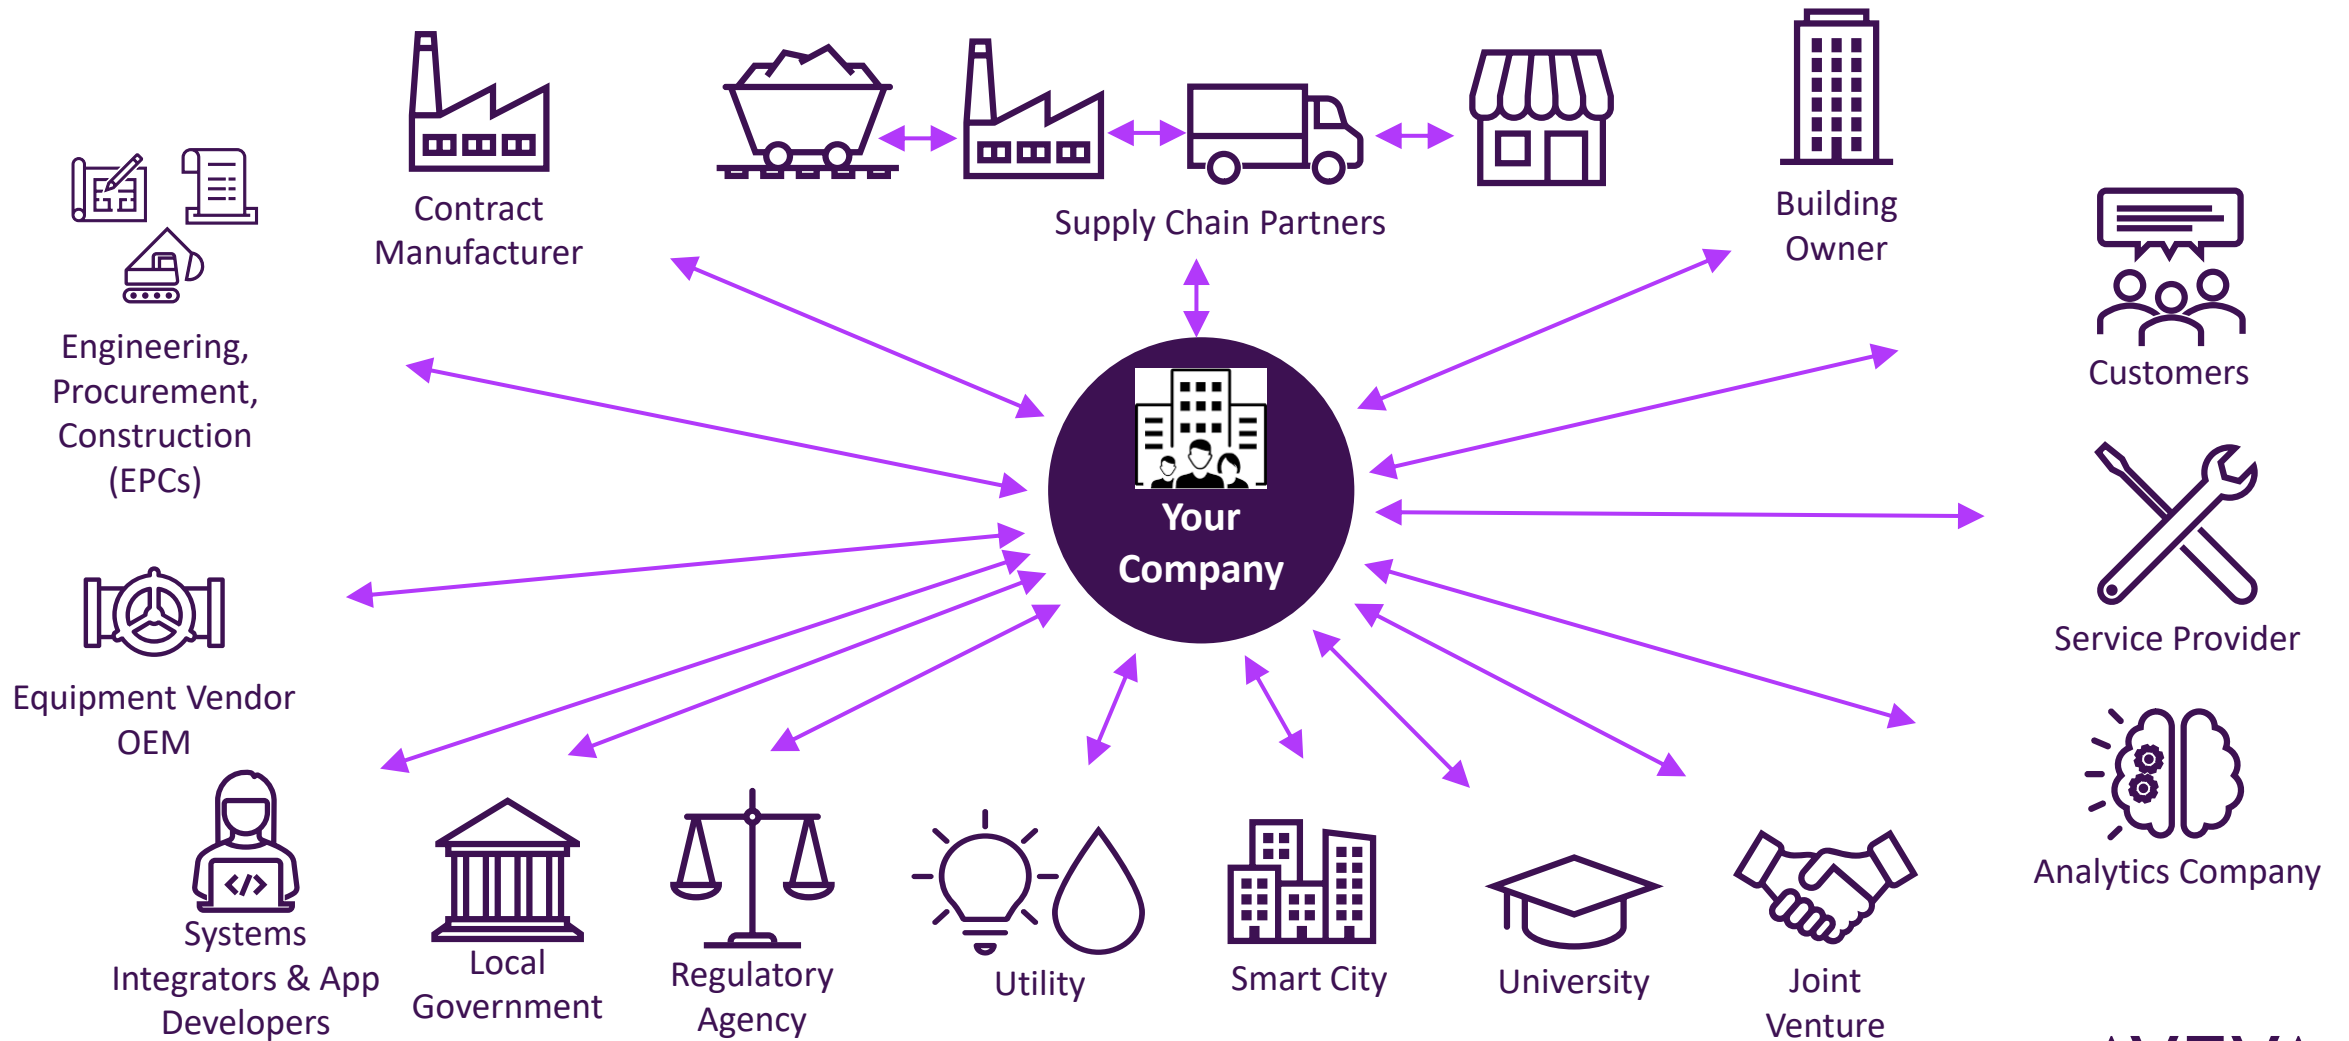 Contract
Manufacturer
Supply Chain Partners
Building
Owner
Customers
Engineering,
Procurement,
Construction
(EPCs)
Your
Company
Service Provider
Equipment Vendor
OEM
Analytics Company
Systems
Integrators & App
Developers
</>
Local
Government
Regulatory
Agency
Utility
Smart City
University
Joint
Venture